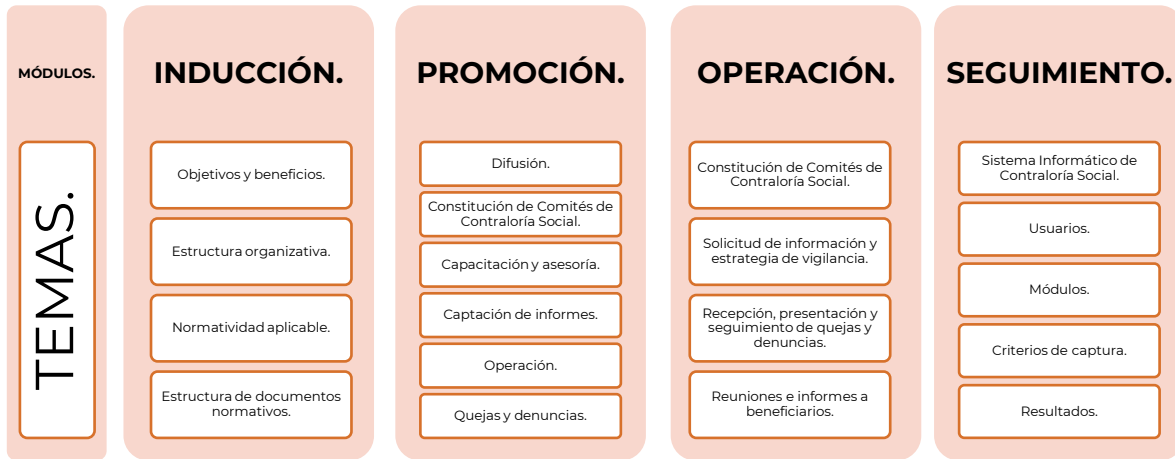 MÓDULOS.
TEMAS.
INDUCCIÓN.
Objetivos y beneficios.
Estructura organizativa.
Normatividad aplicable.
Estructura de documentos
normativos.
PROMOCIÓN.
Difusión.
Constitución de Comités de
Contraloría Social.
Capacitación y asesoría.
Captación de informes.
Operación.
Quejas y denuncias.
OPERACIÓN.
Constitución de Comités de
Contraloría Social.
Solicitud de información y
estrategia de vigilancia.
Recepción, presentación y
seguimiento de quejas y
denuncias.
Reuniones e informes a
beneficiarios.
SEGUIMIENTO.
Sistema Informático de
Contraloría Social.
Usuarios.
Módulos.
Criterios de captura.
Resultados.